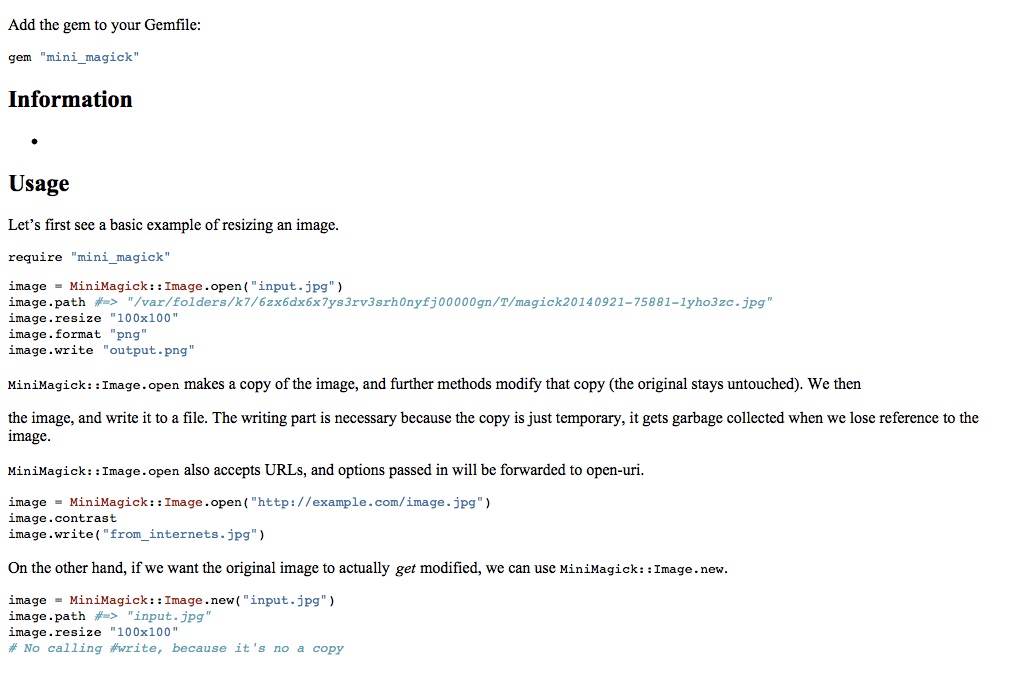 Add the gem to your Gemfile:
gem "mini_magick"
Information
•
Usage
Let's first see a basic example of resizing an image.
require "mini_magick"
image = MiniMagick::Image.open("input.jpg")
image.path #=> "/var/folders/k7/6zx6dx6x7ys3rv3srh0nyfj00000gn/T/magick20140921-75881-1yho3zc.jpg"
image.resize "100x100"
image.format "png"
image.write "output.png"
MiniMagick::Image.open makes a copy of the image, and further methods modify that copy (the original stays untouched). We then
the image, and write it to a file. The writing part is necessary because the copy is just temporary, it gets garbage collected when we lose reference to the
image.
MiniMagick::Image.open also accepts URLs, and options passed in will be forwarded to open-uri.
image = MiniMagick::Image.open("http://example.com/image.jpg")
image.contrast
image.write("from_internets.jpg")
On the other hand, if we want the original image to actually get modified, we can use MiniMagick::Image.new.
image = MiniMagick::Image.new("input.jpg")
image.path #=> "input.jpg"
image.resize "100x100"
# No calling #write, because it's no a copy